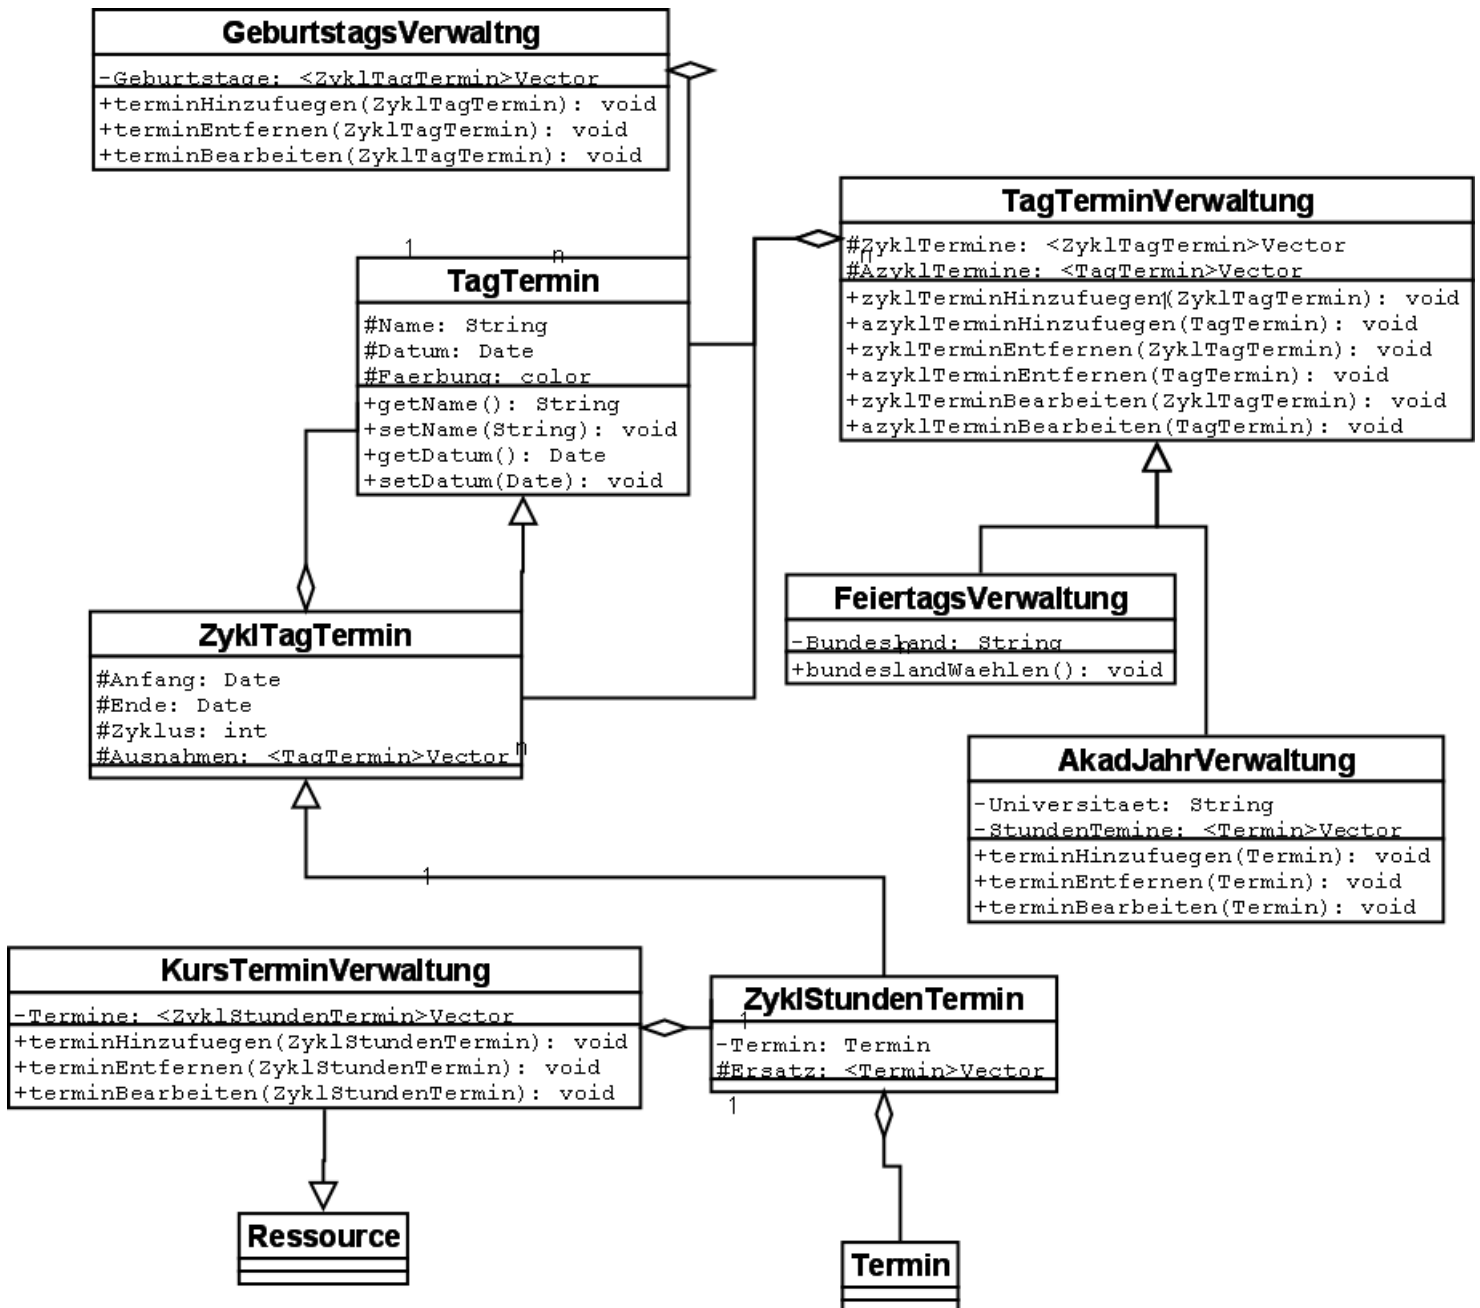 GeburtstagsVerwaltng
-Geburtstage: <ZyklTagTermin>Vector
+terminHinzufuegen(ZyklTagTermin): void
+terminEntfernen(ZyklTagTermin): void
+terminBearbeiten(ZyklTagTermin): void
TagTerminVerwaltung
#ZyklTermine: <ZyklTagTermin>Vector
n
#AzyklTermine: <TagTermin>Vector
+zyklTerminHinzufuegen(ZyklTagTermin): void
1
+azyklTerminHinzufuegen(TagTermin): void
+zyklTerminEntfernen(ZyklTagTermin): void
+azyklTerminEntfernen(TagTermin): void
+zyklTerminBearbeiten(ZyklTagTermin): void
+azyklTerminBearbeiten(TagTermin): void
1
n
TagTermin
#Name: String
#Datum: Date
#Faerbung: color
+getName(): String
+setName(String): void
+getDatum(): Date
+setDatum(Date): void
FeiertagsVerwaltung
-Bundesland: String
n
+bundeslandWaehlen(): void
ZyklTagTermin
#Anfang: Date
#Ende: Date
#Zyklus: int
#Ausnahmen: <TagTermin>Vector
n
AkadJahrVerwaltung
-Universitaet: String
-StundenTemine: <Termin>Vector
+terminHinzufuegen(Termin): void
+terminEntfernen(Termin): void
+terminBearbeiten(Termin): void
1
KursTerminVerwaltung
-Termine: <ZyklStundenTermin>Vector
+terminHinzufuegen(ZyklStundenTermin): void
+terminEntfernen(ZyklStundenTermin): void
+terminBearbeiten(ZyklStundenTermin): void
ZyklStundenTermin
1
-Termin: Termin
#Ersatz: <Termin>Vector
1
Ressource
Termin